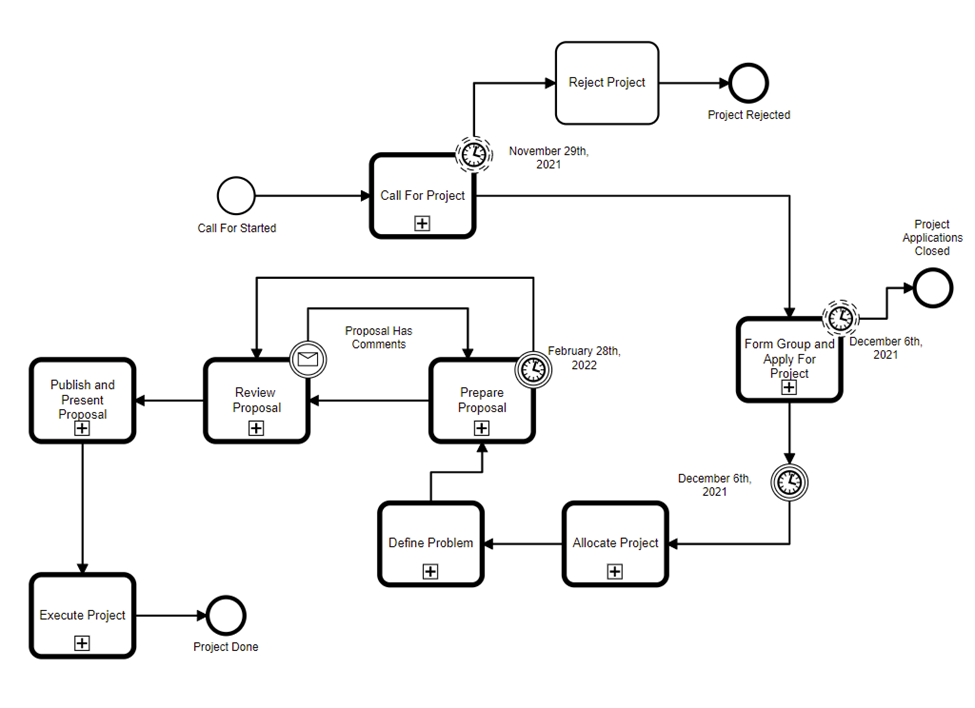 Reject Project
Project Rejected
November 29th,
2021
Call For Project
Call For Started
Project
Applications
Closed
Form Group and
Apply For
Project
December 6th,
2021
Proposal Has
Comments
February 28th,
2022
Publish and
Present
Proposal
Review
Proposal
Prepare
Proposal
December 6th,
2021
Define Problem
Allocate Project
Execute Project
Project Done